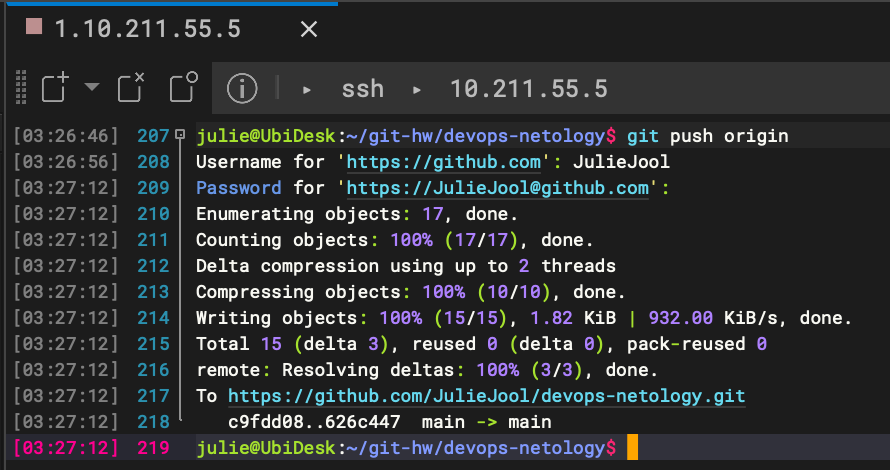 1.10.211.55.5
ssh 10.211.55.5
[03:26:46] 207 julie@UbiDesk:~/git-hw/devops-netology$ git push origin
[03:26:56] 208 Username for 'https://github.com': JulieJool
[03:27:12] 209 Password for 'https://JulieJool@github.com':
[03:27:12] 210 Enumerating objects: 17, done.
[03:27:12] 211 Counting objects: 100% (17/17), done.
[03:27:12] 212 Delta compression using up to 2 threads
[03:27:12] 213 Compressing objects: 100% (10/10), done.
[03:27:12] 214 Writing objects: 100% (15/15), 1.82 KiB | 932.00 KiB/s, done.
[03:27:12] 215 Total 15 (delta 3), reused 0 (delta 0), pack-reused 0
[03:27:12] 216 remote: Resolving deltas: 100% (3/3), done.
[03:27:12] 217 To https://github.com/JulieJool/devops-netology.git
[03:27:12] 218 c9fdd08..626c447 main -> main
[03:27:12] 219 julie@UbiDesk:~/git-hw/devops-netology$